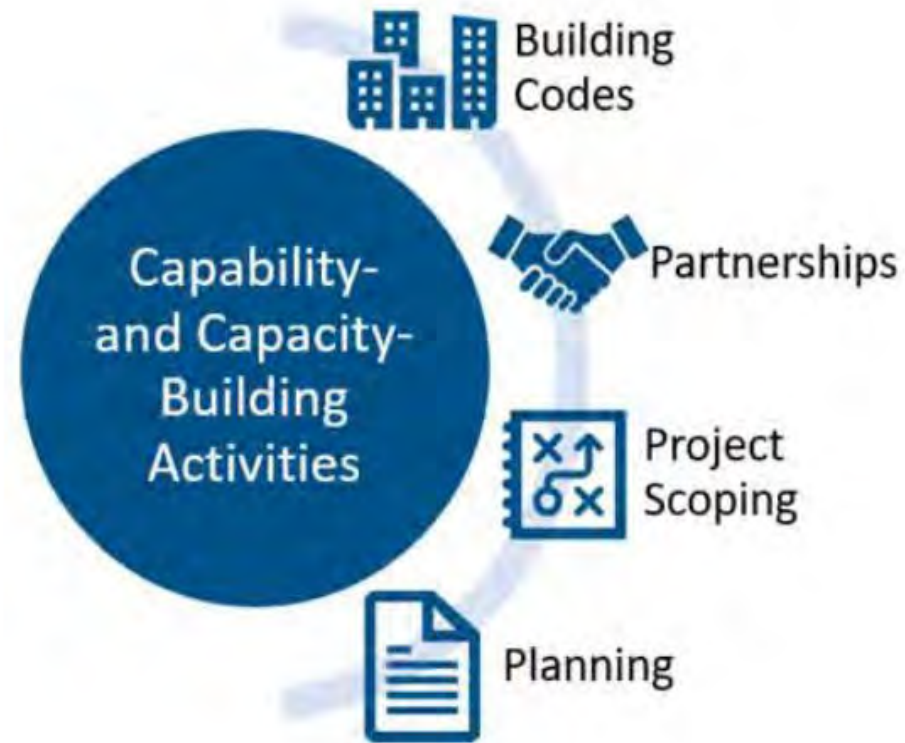 Building
Codes
Capability-
and Capacity-
Building
Activities
Partnerships
Project
Scoping
Planning